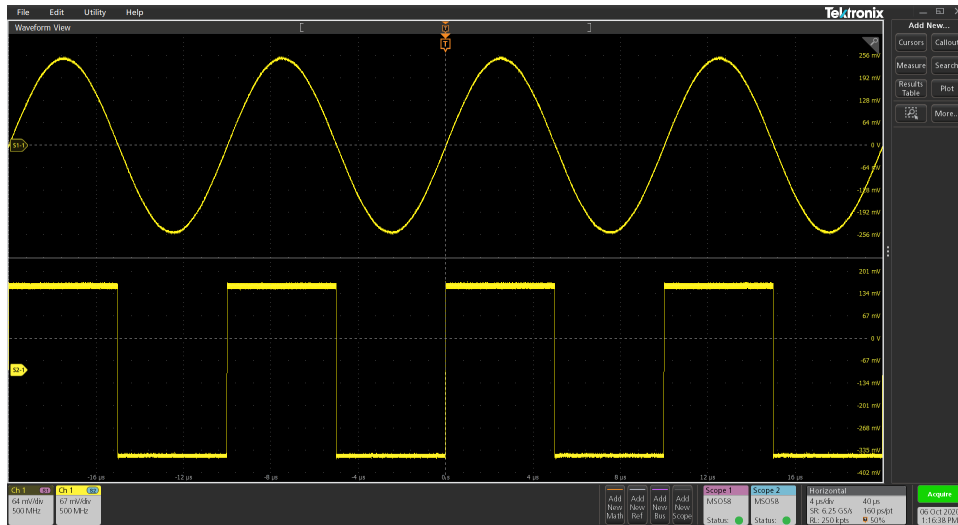 File Edit Utility Help
Tektronix
Waveform View
Add New...
Cursors Callout
Measure Search
Results Table Plot
More...
T
256 mV
192 mV
128 mV
64 mV
0 V
-64 mV
-128 mV
-192 mV
-256 mV
S1-1
201 mV
134 mV
67 mV
0 V
-67 mV
-134 mV
-201 mV
-268 mV
-335 mV
-402 mV
S2-1
-16 µs -12 µs -8 µs -4 µs 0 s 4 µs 8 µs 12 µs 16 µs
Ch 1 S1
64 mV/div
500 MHz
Ch 1 S2
67 mV/div
500 MHz
Add New Math
Add New Ref
Add New Bus
Add New Scope
Scope 1
MSO58
Status:
Scope 2
MSO58
Status:
Horizontal
4 µs/div 40 µs
SR: 6.25 GS/s 160 ps/pt
RL: 250 kpts 50%
Acquire
06 Oct 2020
1:16:38 PM